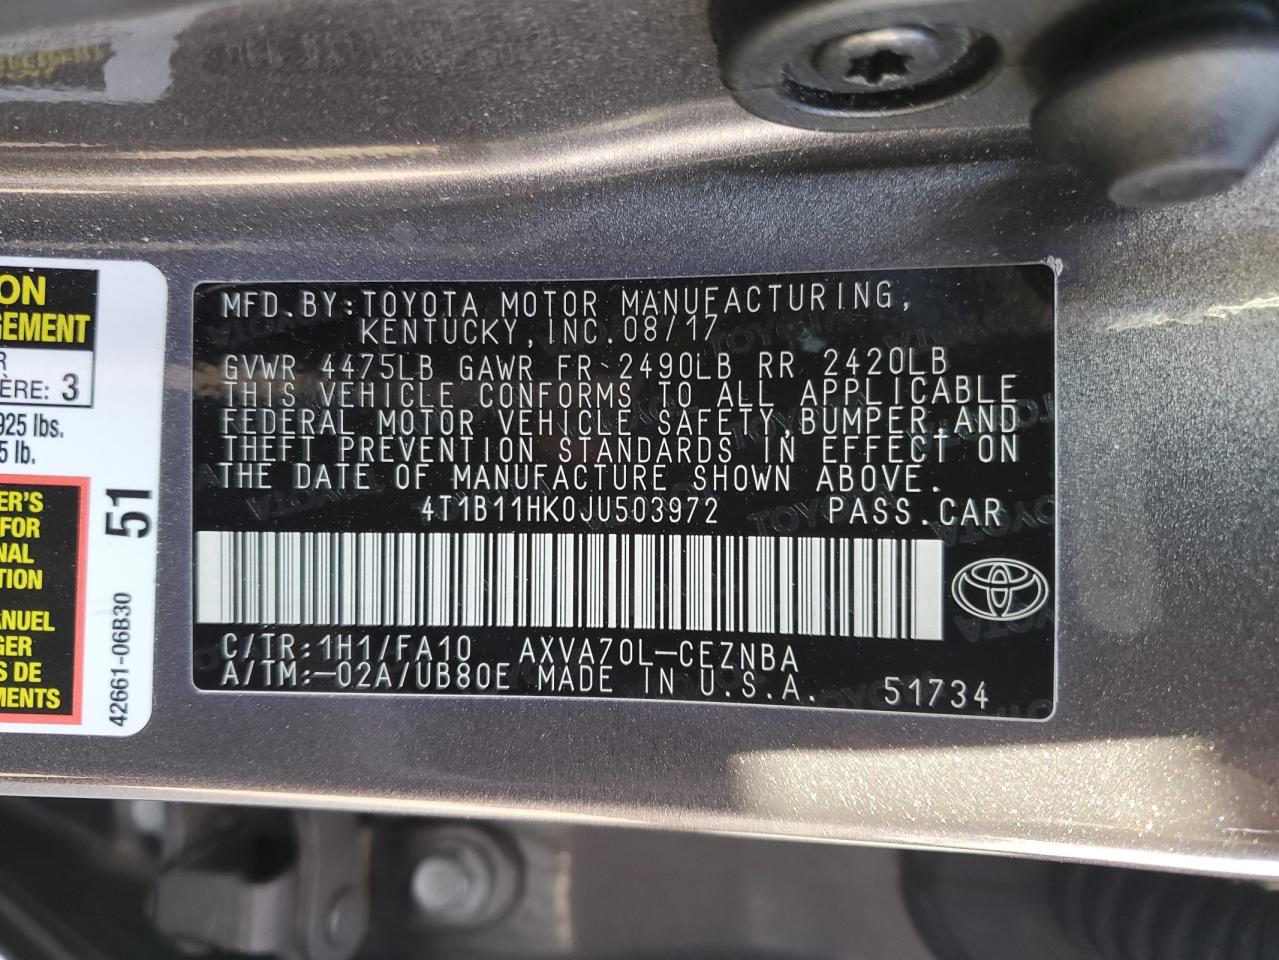 ON
GEMENT
R
ÈRE: 3
925 lbs.
5 lb.
ER'S
FOR
NAL
TION
ANUEL
GER
S DE
MENTS
51
42661-06B30
MFD.BY:TOYOTA MOTOR MANUFACTURING,
KENTUCKY,INC.08/17
GVWR 4475LB GAWR FR 2490LB RR 2420LB
THIS VEHICLE CONFORMS TO ALL APPLICABLE
FEDERAL MOTOR VEHICLE SAFETY,BUMPER,AND
THEFT PREVENTION STANDARDS IN EFFECT ON
THE DATE OF MANUFACTURE SHOWN ABOVE.
4T1B11HK0JU503972 PASS.CAR
C/TR:1H1/FA10 AXVA70L-CEZNBA
A/TM:-02A/UB80E MADE IN U.S.A. 51734